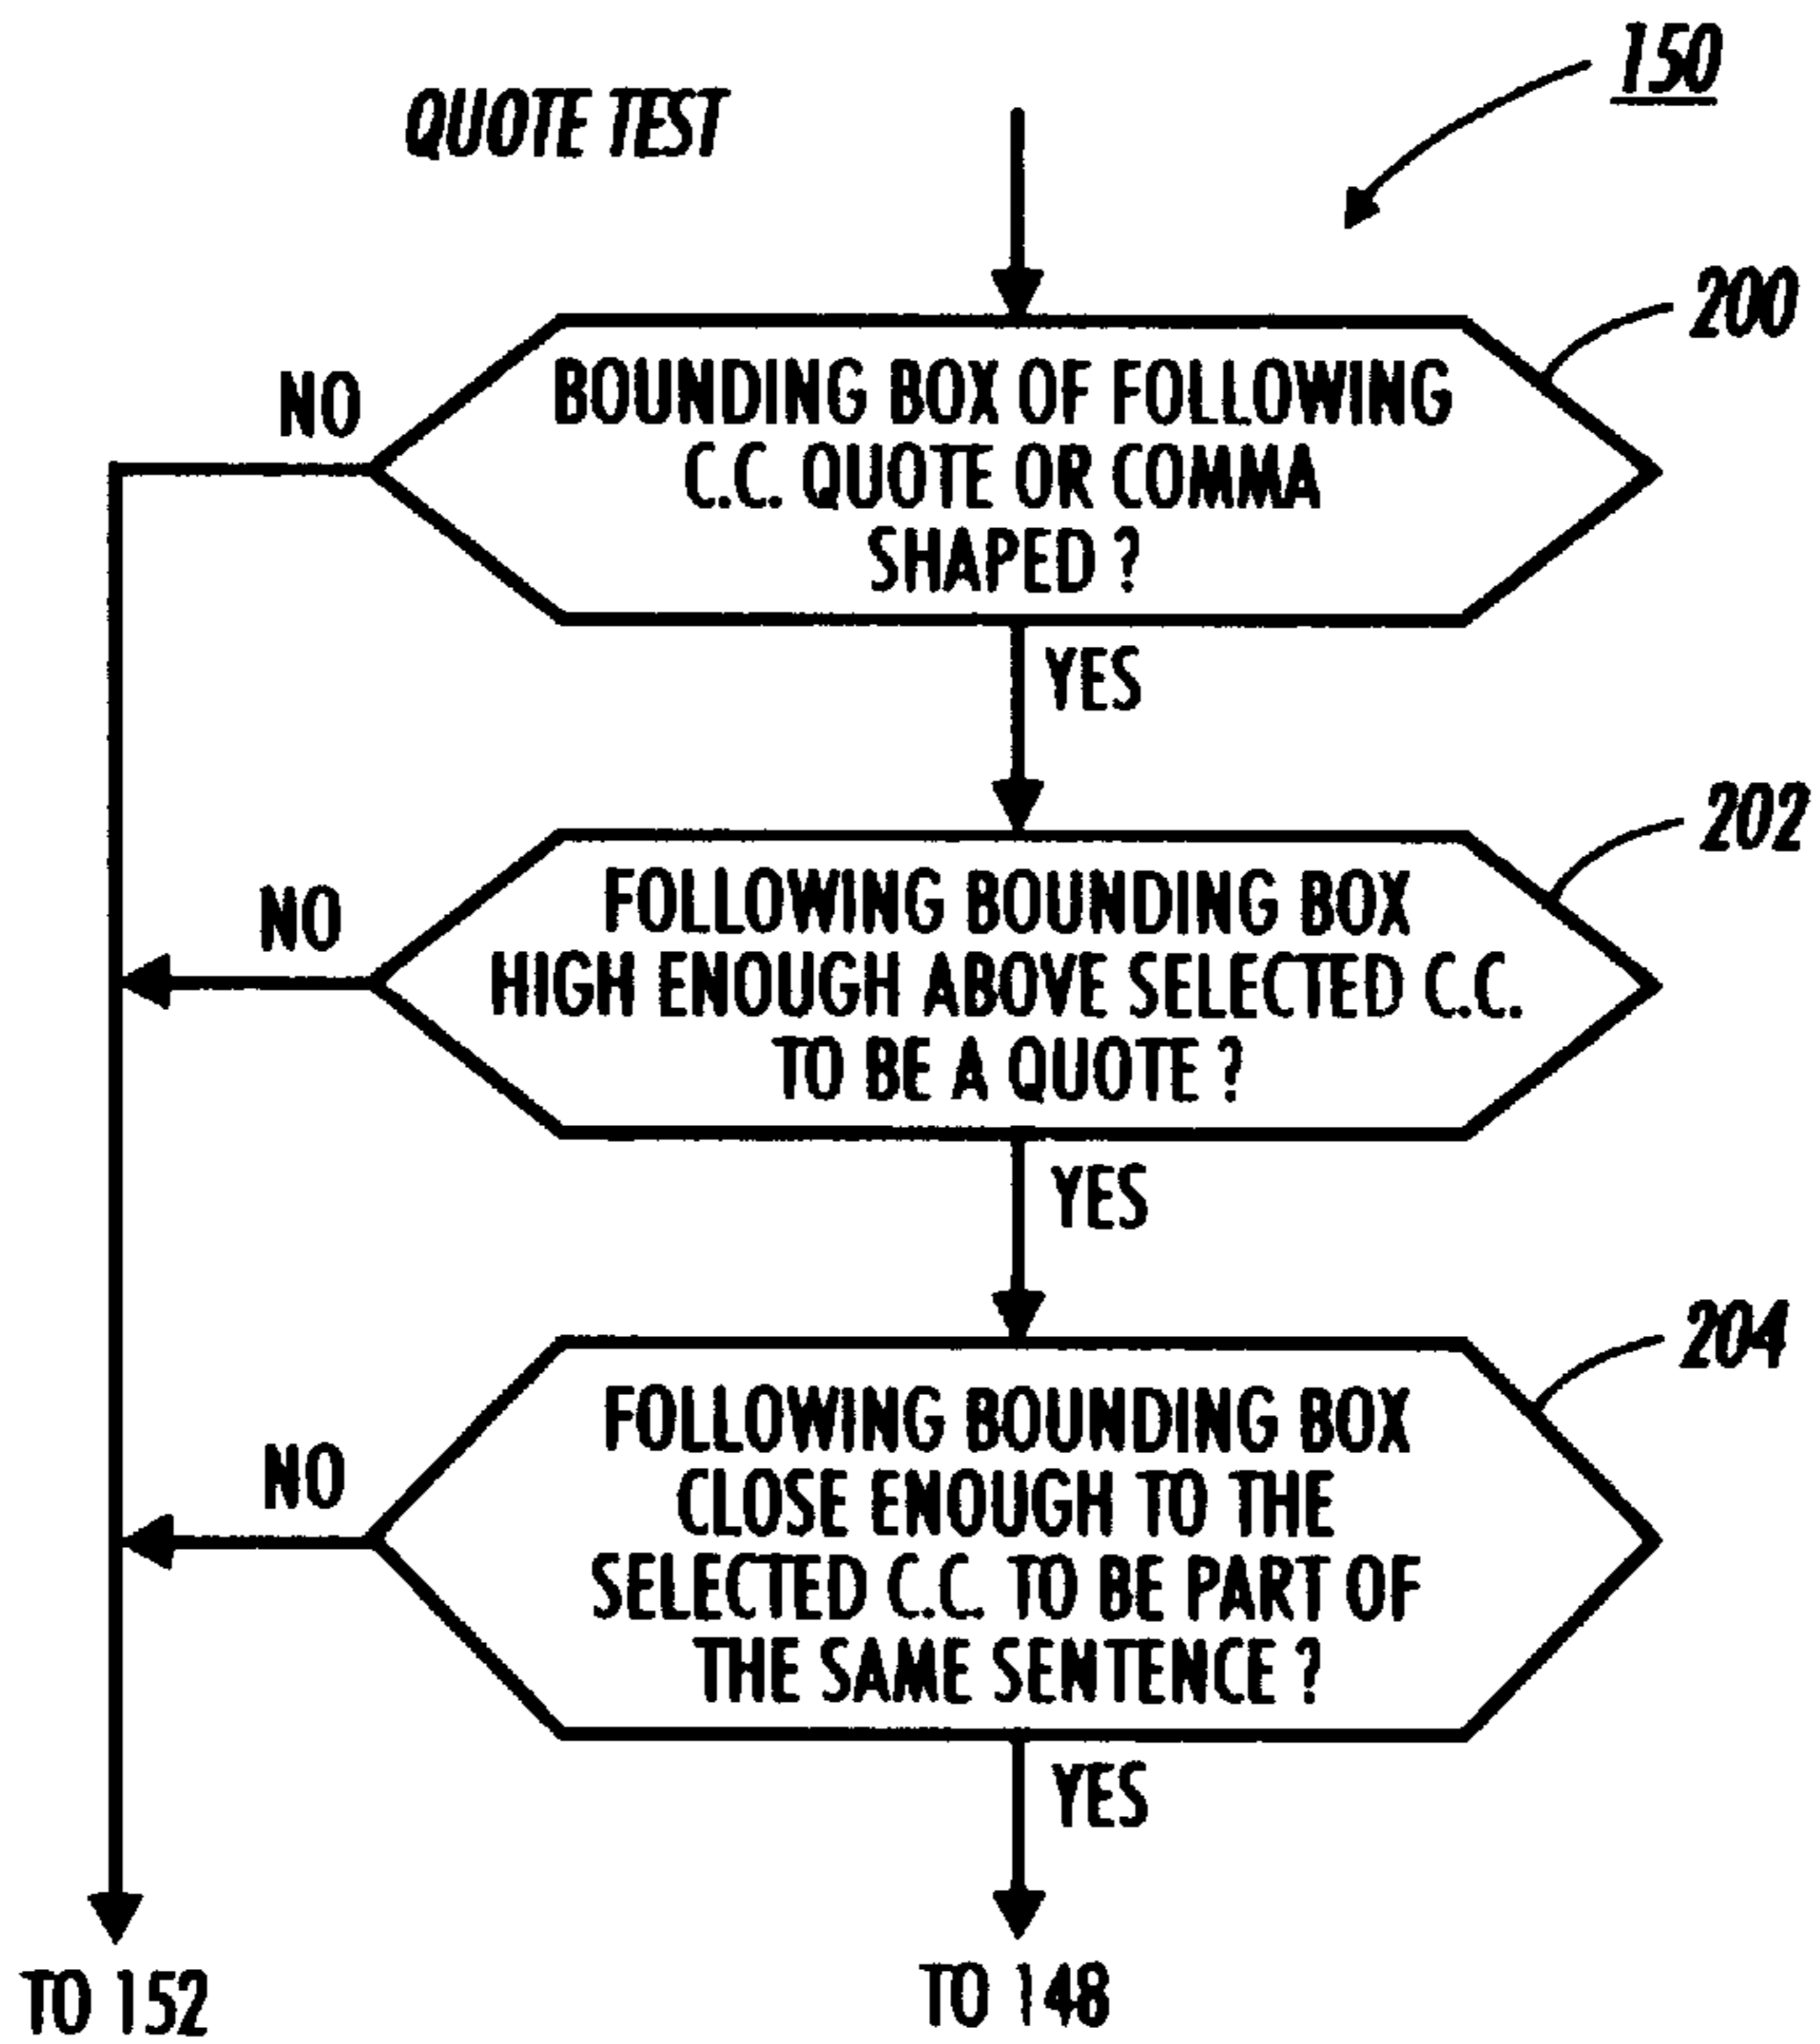 150
QUOTE TEST
200
NO
BOUNDING BOX OF FOLLOWING
C.C. QUOTE OR COMMA
SHAPED ?
YES
202
NO
FOLLOWING BOUNDING BOX
HIGH ENOUGH ABOVE SELECTED C.C.
TO BE A QUOTE ?
YES
204
NO
FOLLOWING BOUNDING BOX
CLOSE ENOUGH TO THE
SELECTED C.C. TO BE PART OF
THE SAME SENTENCE ?
YES
TO 152
TO 148